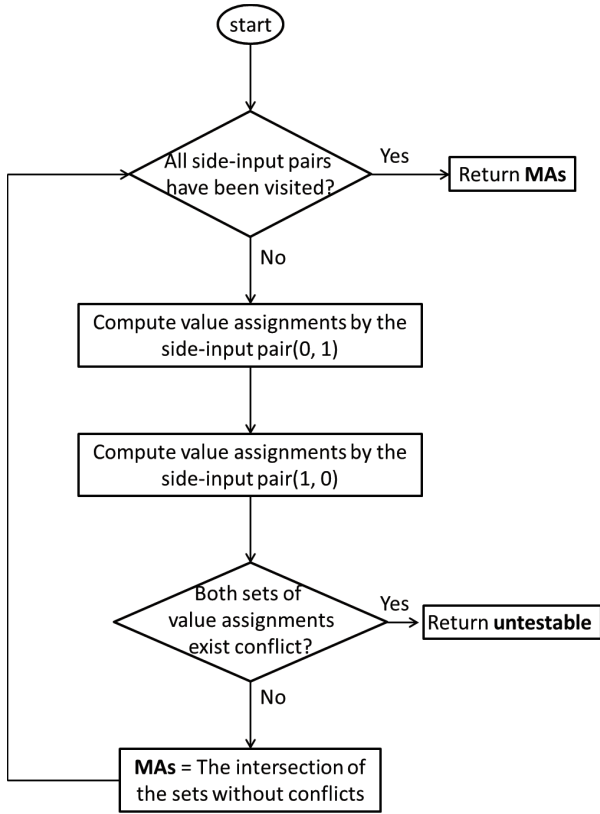 start
All side-input pairs
have been visited?
Yes
Return MAs
No
Compute value assignments by the
side-input pair(0, 1)
Compute value assignments by the
side-input pair(1, 0)
Both sets of
value assignments
exist conflict?
Yes
Return untestable
No
MAs = The intersection of
the sets without conflicts